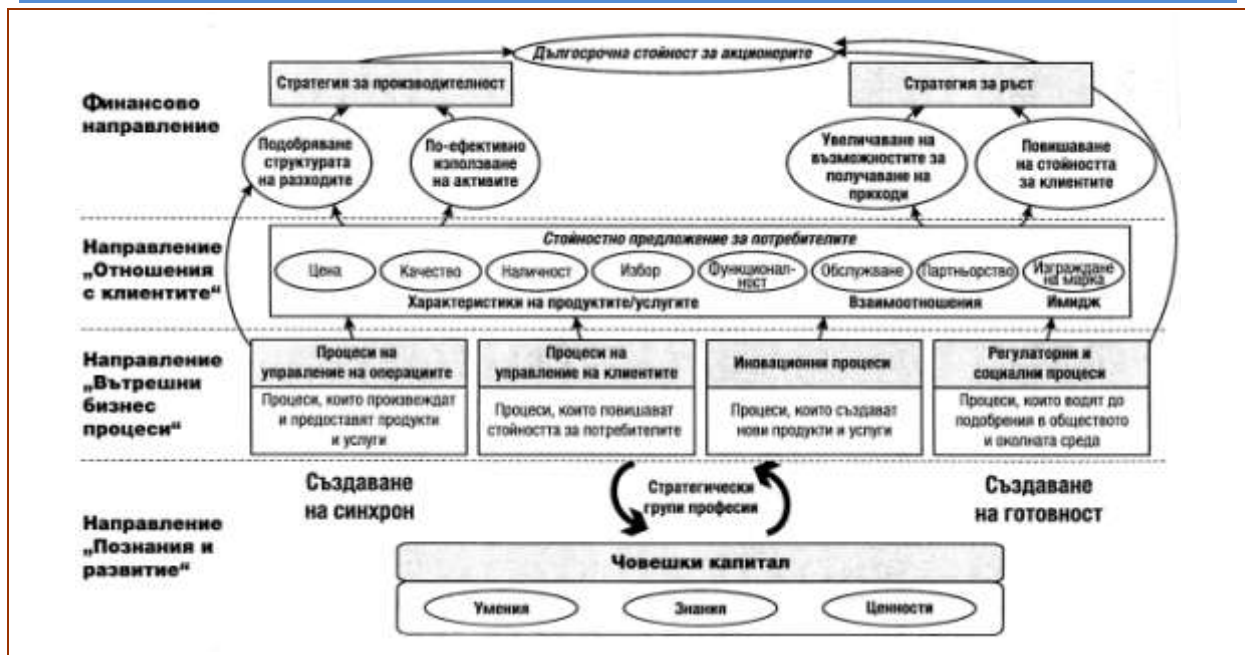 Дългосрочна стойност за акционерите
Стратегия за производителност
Стратегия за ръст
Финансово
направление
Подобряване
структурата
на разходите
По-ефективно
използване
на активите
Увеличаване на
възможностите за
получаване на
приходи
Повишаване
на стойността
за клиентите
Направление
„Отношения
с клиентите“
Стойностно предложение за потребителите
Цена
Качество
Наличност
Избор
Функционал-
ност
Обслужване
Партньорство
Изграждане
на марка
Характеристики на продуктите/услугите
Взаимоотношения
Имидж
Направление
„Вътрешни
бизнес
процеси“
Процеси на
управление на операциите
Процеси, които произвеждат
и предоставят продукти
и услуги
Процеси на
управление на клиентите
Процеси, които повишават
стойността за потребителите
Иновационни процеси
Процеси, които създават
нови продукти и услуги
Регулаторни и
социални процеси
Процеси, които водят до
подобрения в обществото
и околната среда
Създаване
на синхрон
Стратегически
групи професии
Създаване
на готовност
Направление
„Познания и
развитие“
Човешки капитал
Умения
Знания
Ценности